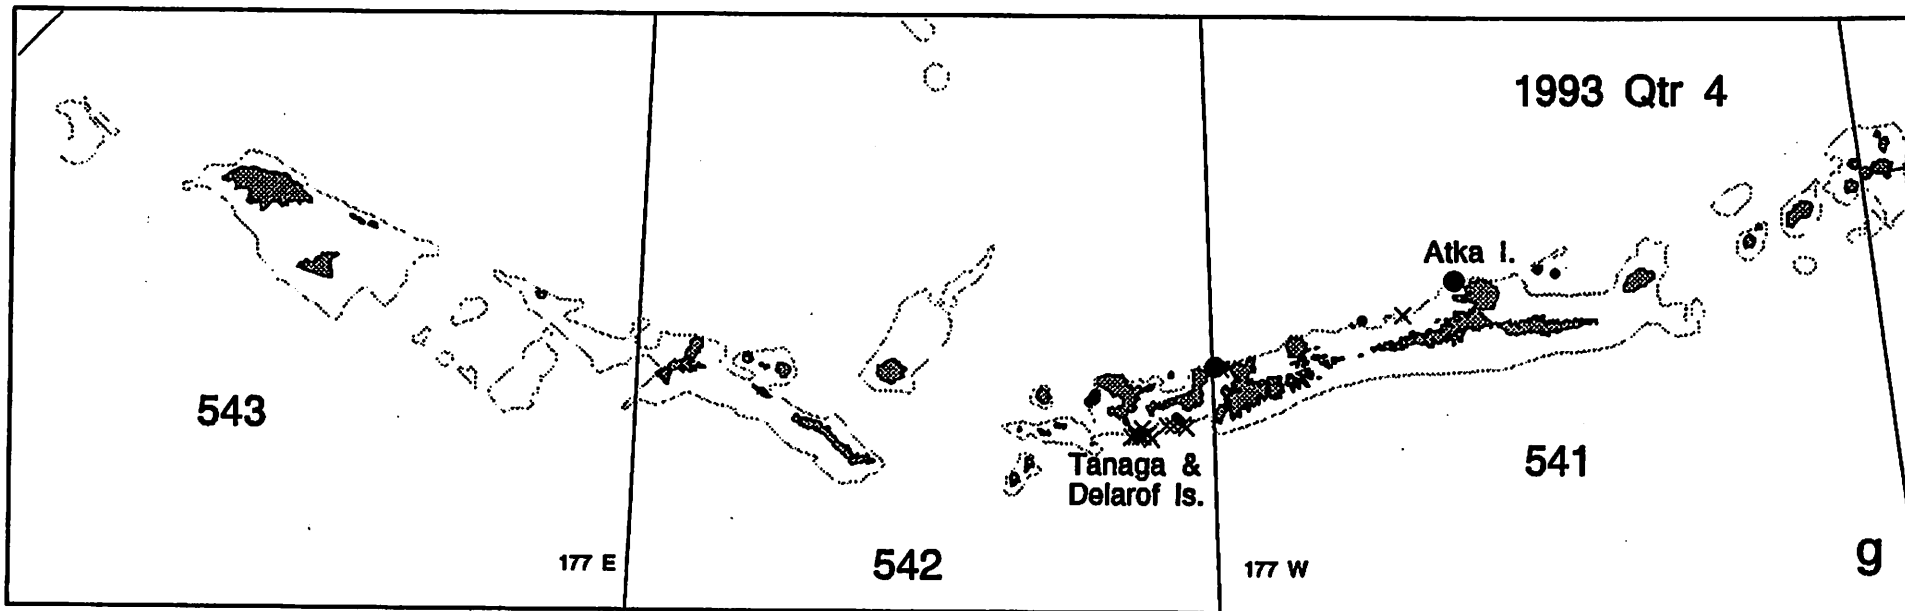 1993 Qtr 4
Atka I.
543
Tanaga &
Delarof Is.
541
177 E
542
177 W
g